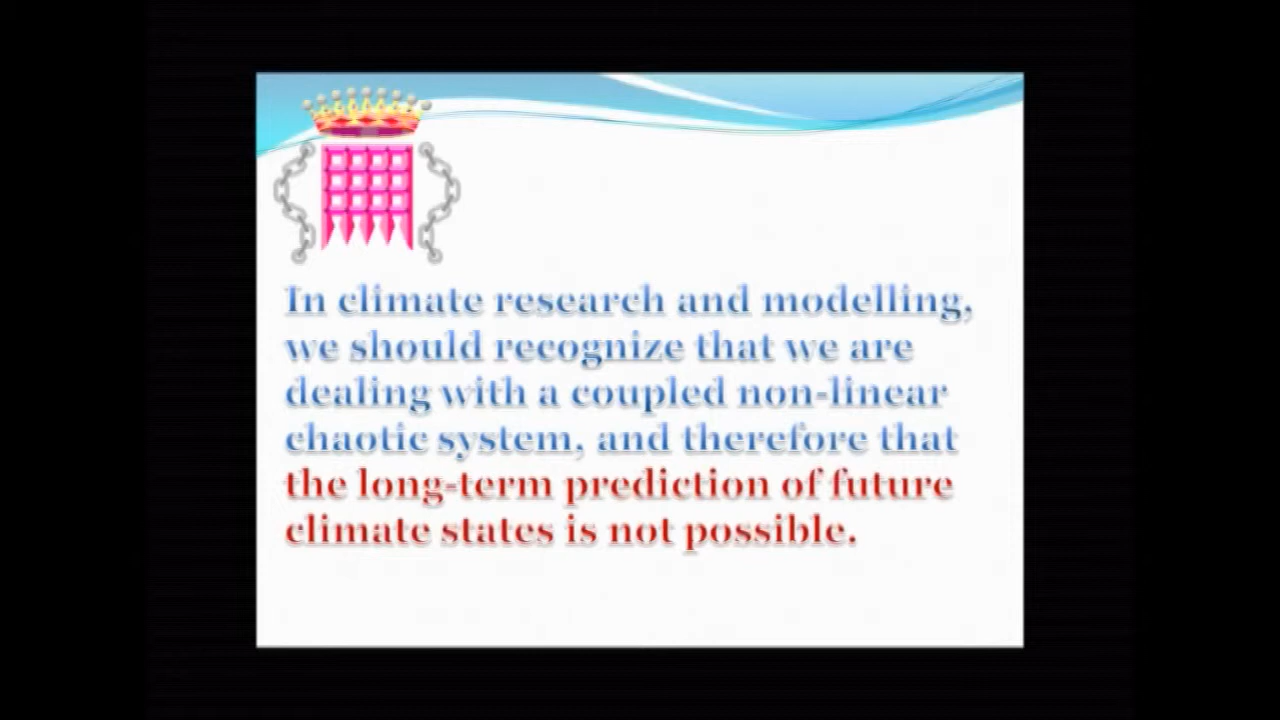 In climate research and modelling,
we should recognize that we are
dealing with a coupled non-linear
chaotic system, and therefore that
the long-term prediction of future
climate states is not possible.